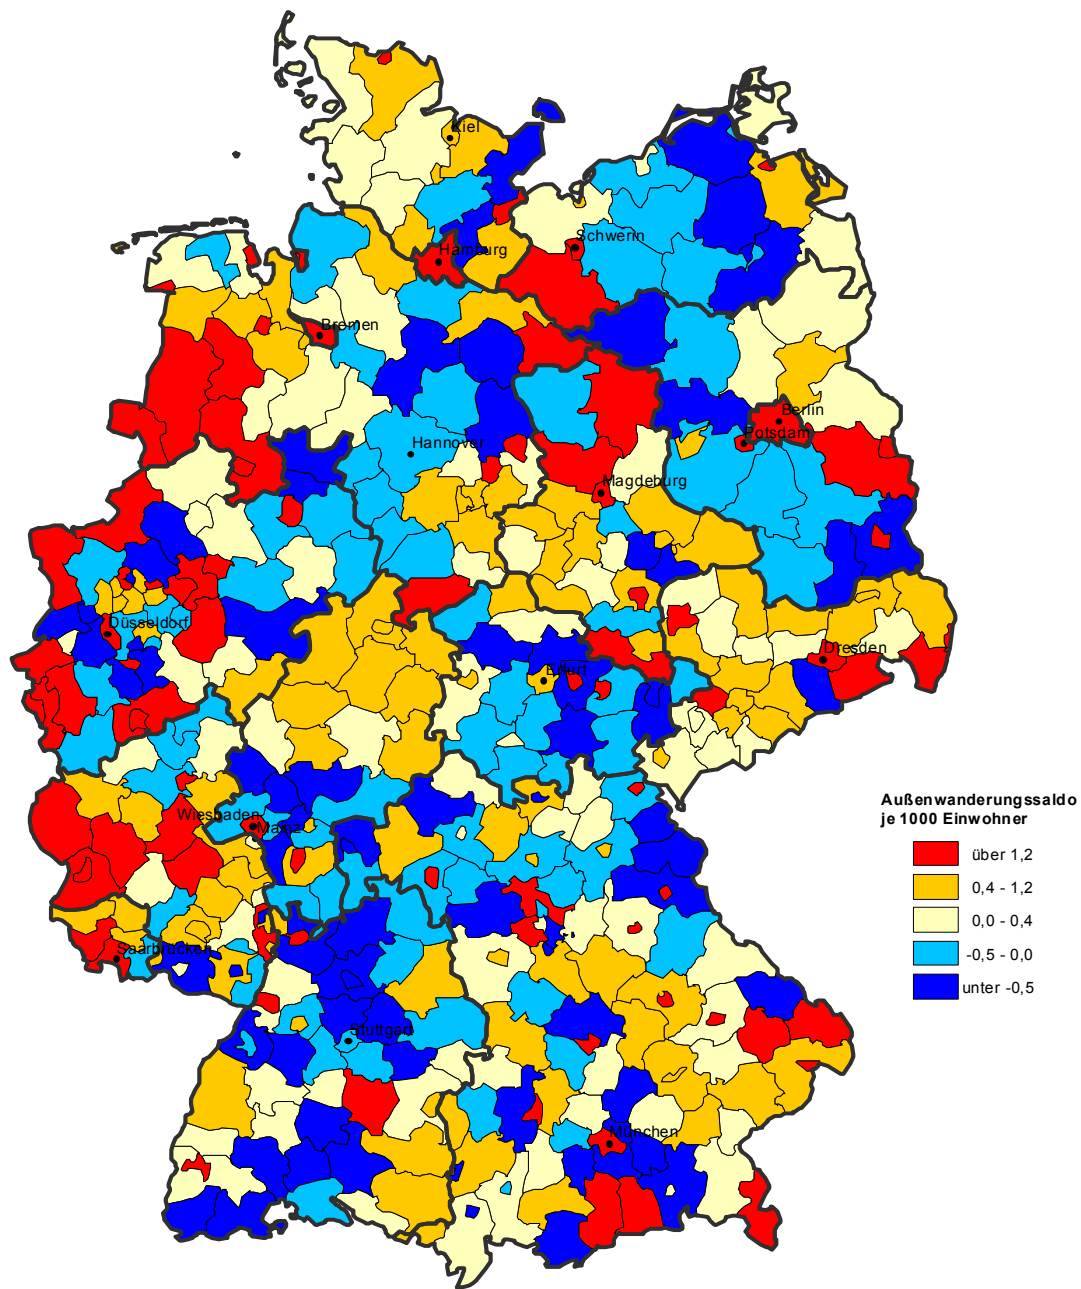 Kiel
Schwerin
Hamburg
Bremen
Berlin
Potsdam
Hannover
Magdeburg
Düsseldorf
Dresden
Erfurt
Wiesbaden
Mainz
Außenwanderungssaldo
je 1000 Einwohner
über 1,2
0,4 - 1,2
0,0 - 0,4
-0,5 - 0,0
unter -0,5
Saarbrücken
Stuttgart
München